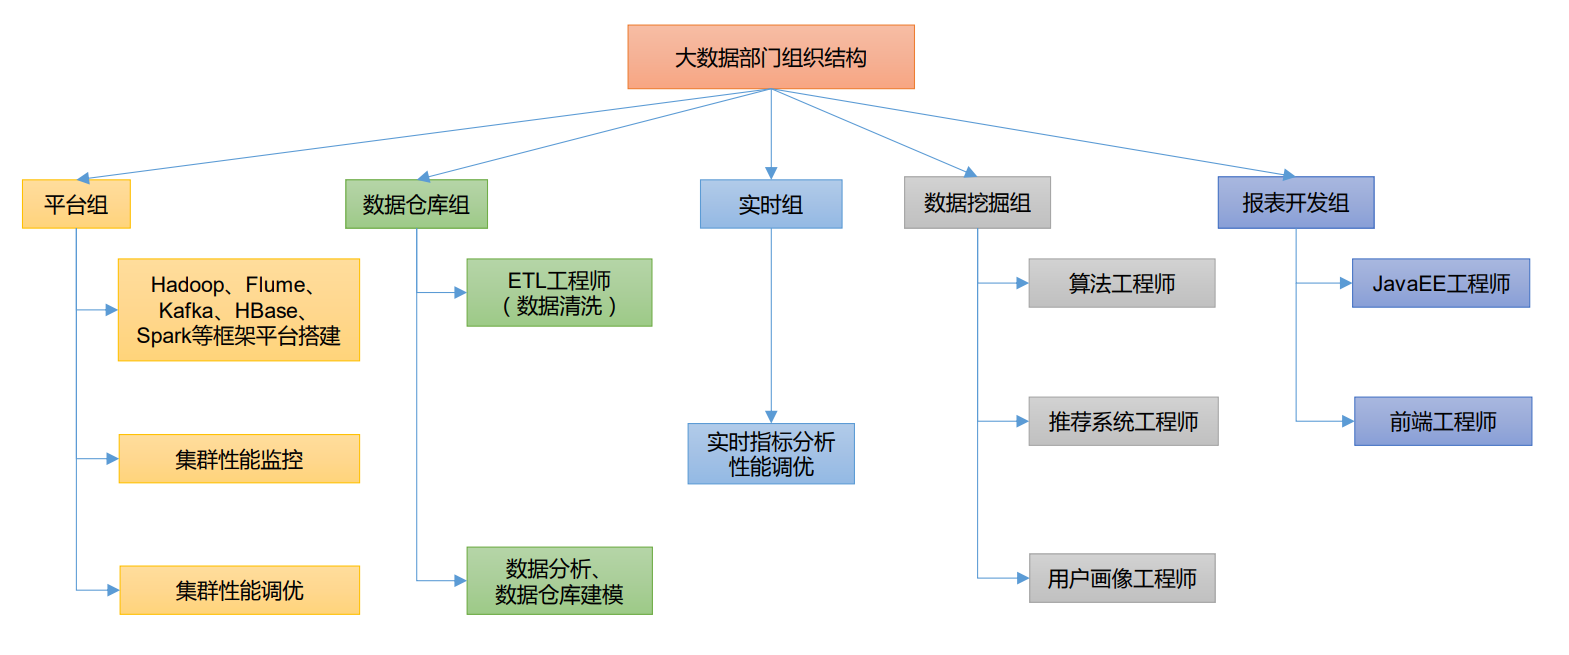 大数据部门组织结构
平台组
数据仓库组
实时组
数据挖掘组
报表开发组
Hadoop、Flume、
Kafka、HBase、
Spark等框架平台搭建
集群性能监控
集群性能调优
ETL工程师
（数据清洗）
数据分析、
数据仓库建模
实时指标分析
性能调优
算法工程师
推荐系统工程师
用户画像工程师
JavaEE工程师
前端工程师